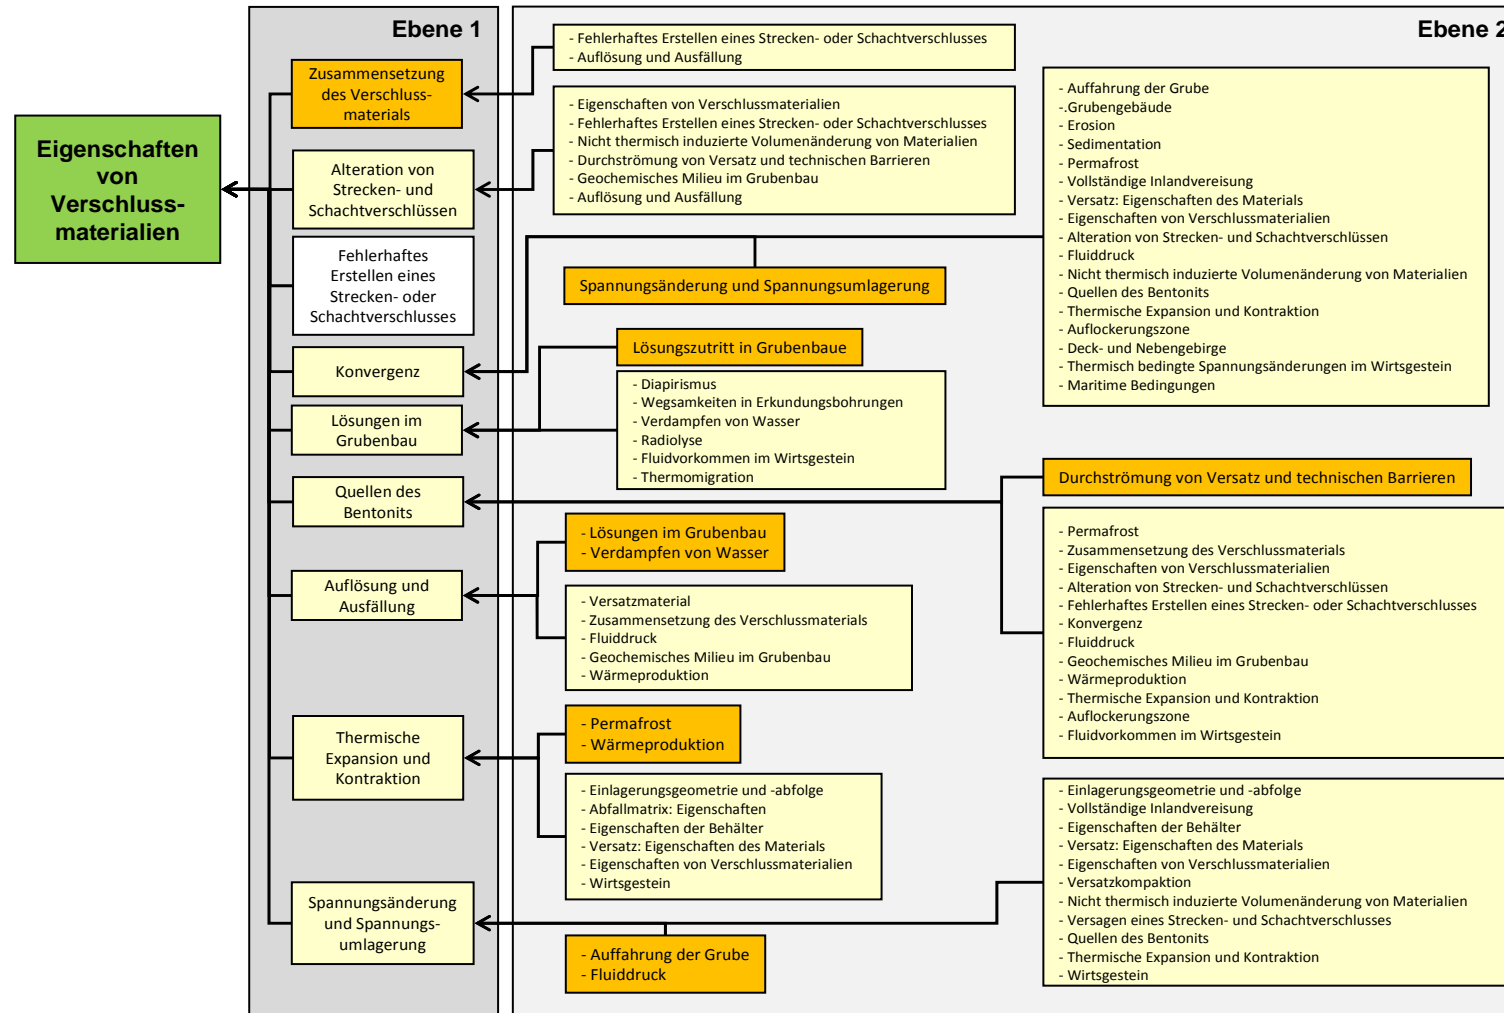 Ebene 1
Ebene 2
Eigenschaften
von
Verschluss-
materialien
Zusammensetzung
des Verschluss-
materials
Alteration von
Strecken- und
Schachtverschlüssen
Fehlerhaftes
Erstellen eines
Strecken- oder
Schachtverschlusses
Konvergenz
Lösungen im
Grubenbau
Quellen des
Bentonits
Auflösung und
Ausfällung
Thermische
Expansion und
Kontraktion
Spannungsänderung
und Spannungs-
umlagerung
- Fehlerhaftes Erstellen eines Strecken- oder Schachtverschlusses
- Auflösung und Ausfällung
- Eigenschaften von Verschlussmaterialien
- Fehlerhaftes Erstellen eines Strecken- oder Schachtverschlusses
- Nicht thermisch induzierte Volumenänderung von Materialien
- Durchströmung von Versatz und technischen Barrieren
- Geochemisches Milieu im Grubenbau
- Auflösung und Ausfällung
Spannungsänderung und Spannungsumlagerung
- Auffahrung der Grube
-.Grubengebäude
- Erosion
- Sedimentation
- Permafrost
- Vollständige Inlandvereisung
- Versatz: Eigenschaften des Materials
- Eigenschaften von Verschlussmaterialien
- Alteration von Strecken- und Schachtverschlüssen
- Fluiddruck
- Nicht thermisch induzierte Volumenänderung von Materialien
- Quellen des Bentonits
- Thermische Expansion und Kontraktion
- Auflockerungszone
- Deck- und Nebengebirge
- Thermisch bedingte Spannungsänderungen im Wirtsgestein
- Maritime Bedingungen
Lösungszutritt in Grubenbaue
- Diapirismus
- Wegsamkeiten in Erkundungsbohrungen
- Verdampfen von Wasser
- Radiolyse
- Fluidvorkommen im Wirtsgestein
- Thermomigration
Durchströmung von Versatz und technischen Barrieren
- Permafrost
- Zusammensetzung des Verschlussmaterials
- Eigenschaften von Verschlussmaterialien
- Alteration von Strecken- und Schachtverschlüssen
- Fehlerhaftes Erstellen eines Strecken- oder Schachtverschlusses
- Konvergenz
- Fluiddruck
- Geochemisches Milieu im Grubenbau
- Wärmeproduktion
- Thermische Expansion und Kontraktion
- Auflockerungszone
- Fluidvorkommen im Wirtsgestein
- Lösungen im Grubenbau
- Verdampfen von Wasser
- Versatzmaterial
- Zusammensetzung des Verschlussmaterials
- Fluiddruck
- Geochemisches Milieu im Grubenbau
- Wärmeproduktion
- Permafrost
- Wärmeproduktion
- Einlagerungsgeometrie und -abfolge
- Abfallmatrix: Eigenschaften
- Eigenschaften der Behälter
- Versatz: Eigenschaften des Materials
- Eigenschaften von Verschlussmaterialien
- Wirtsgestein
- Auffahrung der Grube
- Fluiddruck
- Einlagerungsgeometrie und -abfolge
- Vollständige Inlandvereisung
- Eigenschaften der Behälter
- Versatz: Eigenschaften des Materials
- Eigenschaften von Verschlussmaterialien
- Versatzkompaktion
- Nicht thermisch induzierte Volumenänderung von Materialien
- Versagen eines Strecken- und Schachtverschlusses
- Quellen des Bentonits
- Thermische Expansion und Kontraktion
- Wirtsgestein